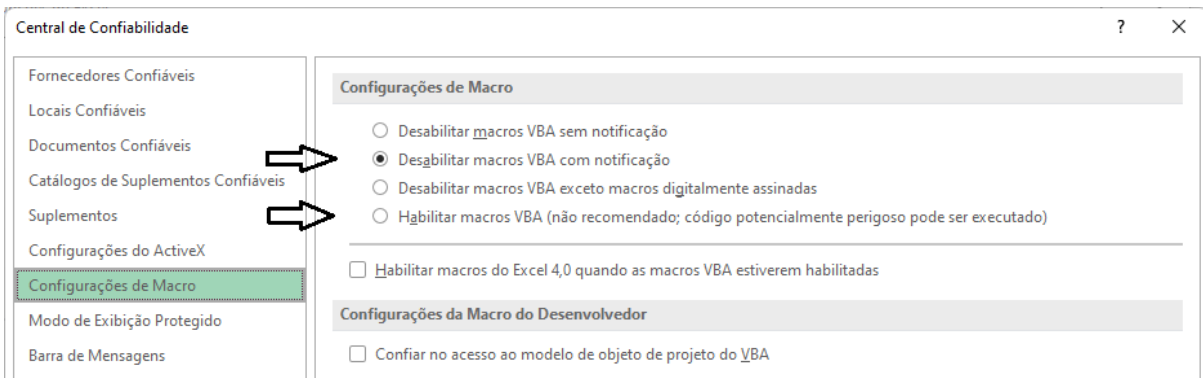 Central de Confiabilidade
?
Fornecedores Confiáveis
Locais Confiáveis
Documentos Confiáveis
Catálogos de Suplementos Confiáveis
Suplementos
Configurações do ActiveX
Configurações de Macro
Modo de Exibição Protegido
Barra de Mensagens
Configurações de Macro
Desabilitar macros VBA sem notificação
Desabilitar macros VBA com notificação
Desabilitar macros VBA exceto macros digitalmente assinadas
Habilitar macros VBA (não recomendado; código potencialmente perigoso pode ser executado)
Habilitar macros do Excel 4,0 quando as macros VBA estiverem habilitadas
Configurações da Macro do Desenvolvedor
Confiar no acesso ao modelo de objeto de projeto do VBA